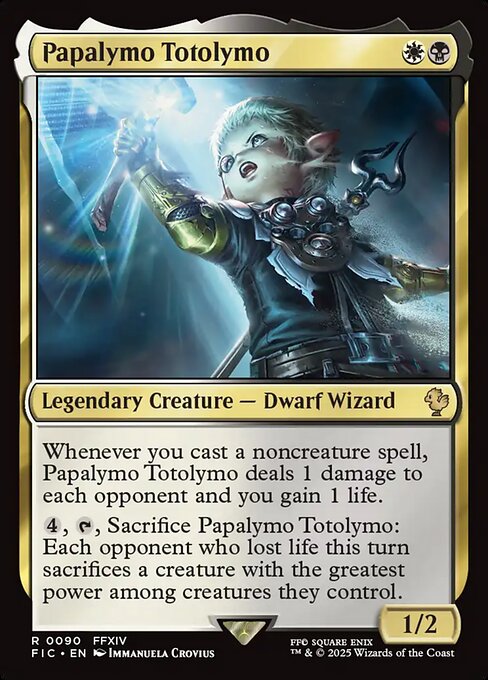 Papalymo Totolymo
Legendary Creature — Dwarf Wizard
Whenever you cast a noncreature spell,
Papalymo Totolymo deals 1 damage to
each opponent and you gain 1 life.
4, , Sacrifice Papalymo Totolymo:
Each opponent who lost life this turn
sacrifices a creature with the greatest
power among creatures they control.
1/2
R 0090 FFXIV
FIC • EN Immanuela Crovius
FF© SQUARE ENIX
™ & © 2025 Wizards of the Coast